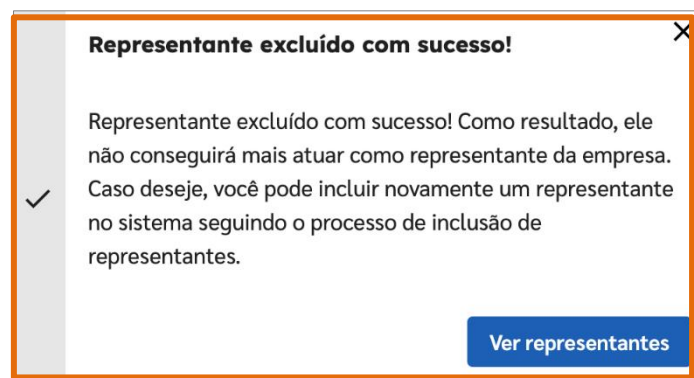 Representante excluído com sucesso!
Representante excluído com sucesso! Como resultado, ele
não conseguirá mais atuar como representante da empresa.
Caso deseje, você pode incluir novamente um representante
no sistema seguindo o processo de inclusão de
representantes.
Ver representantes